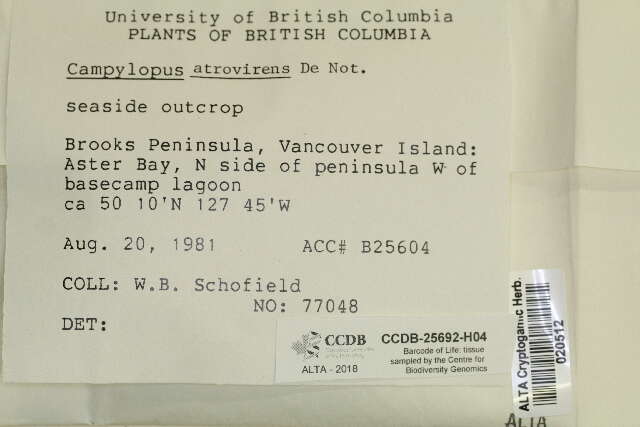 University of British Columbia
PLANTS OF BRITISH COLUMBIA
Campylopus atrovirens De Not.
seaside outcrop
Brooks Peninsula, Vancouver Island:
Aster Bay, N side of peninsula W of
basecamp lagoon
ca 50 10'N 127 45'W
Aug. 20, 1981 ACC# B25604
COLL: W.B. Schofield
NO: 77048
DET:
CCDB
ALTA - 2018
CCDB-25692-H04
Barcode of Life: tissue
sampled by the Centre for
Biodiversity Genomics
ALTA Cryptogamic Herb.
020512
ALTA